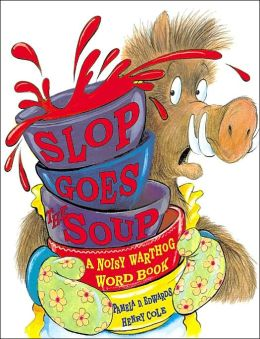 SLOP
GOES
THE
SOUP
A NOISY WARTHOG
WORD BOOK
PAMELA D. EDWARDS
HENRY COLE